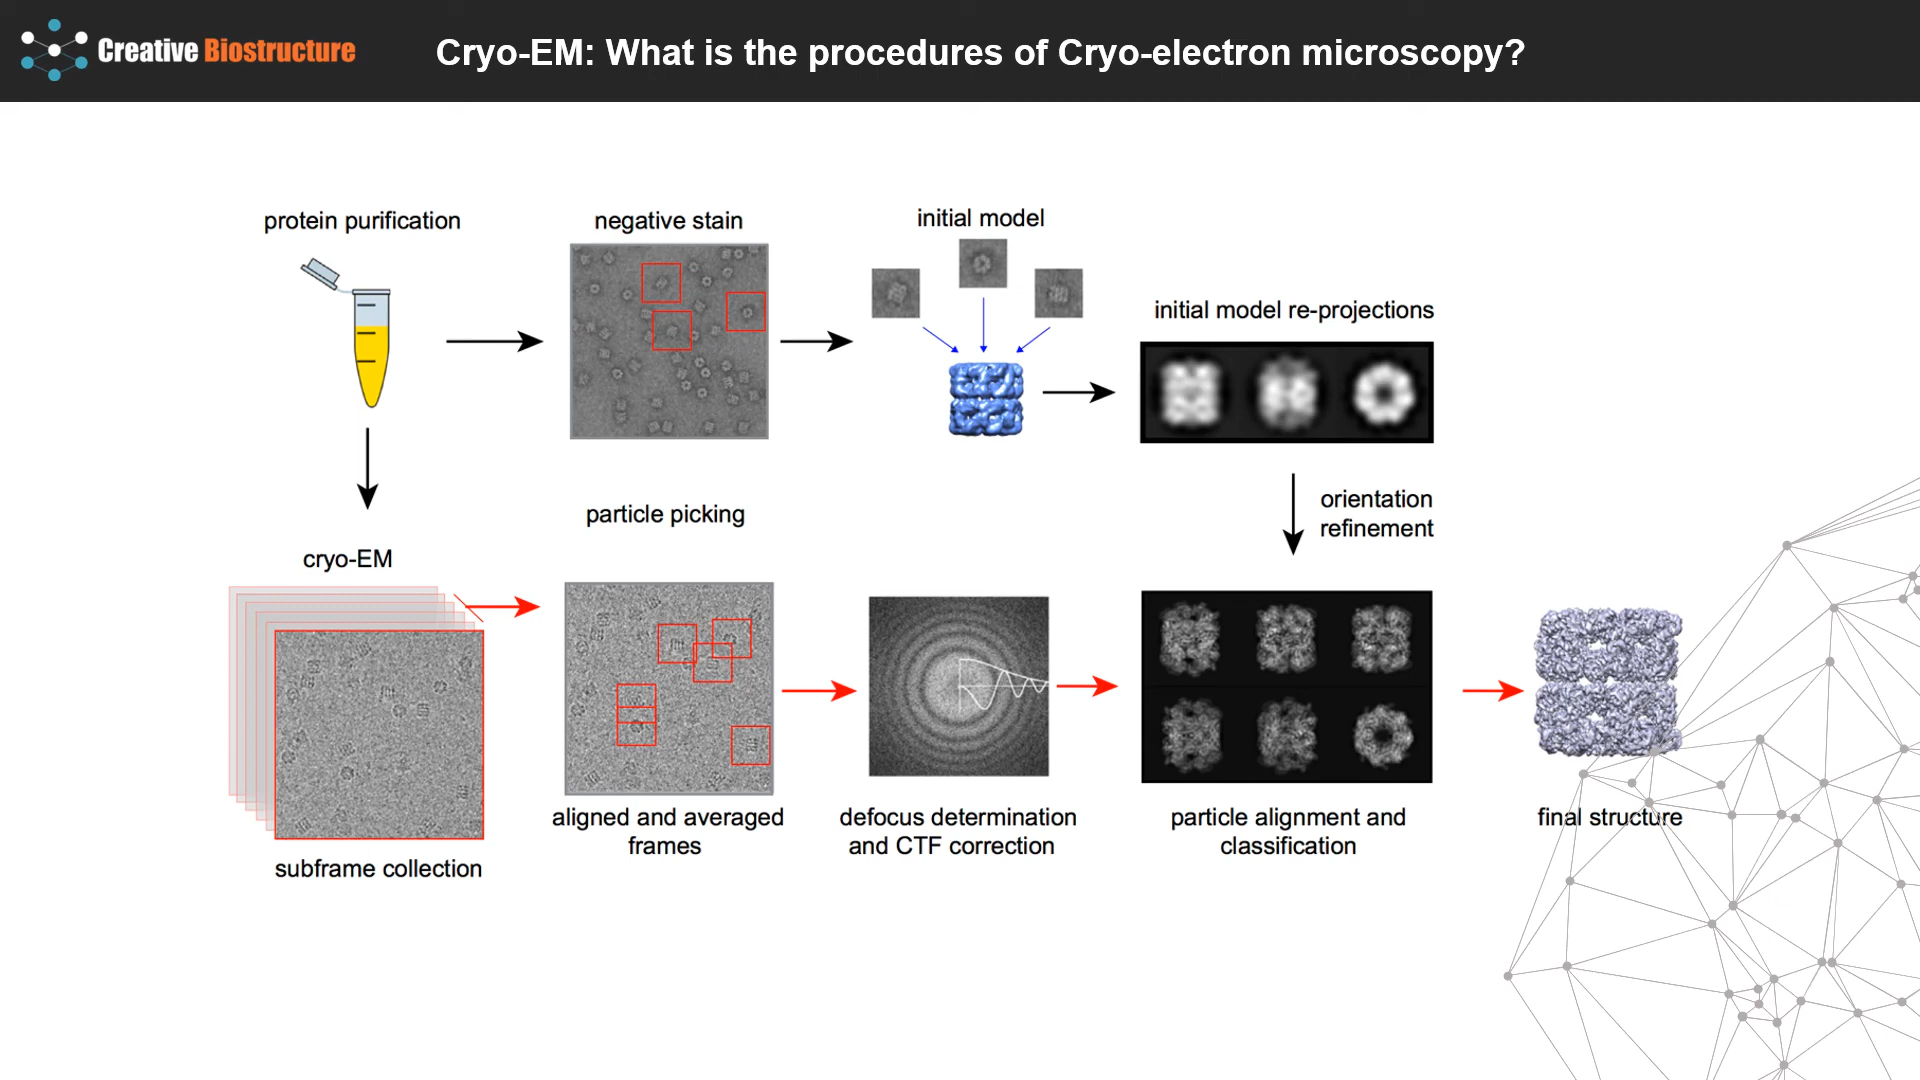 Creative Biostructure
Cryo-EM: What is the procedures of Cryo-electron microscopy?
protein purification
negative stain
initial model
initial model re-projections
orientation
refinement
particle picking
cryo-EM
aligned and averaged
frames
defocus determination
and CTF correction
particle alignment and
classification
final structure
subframe collection